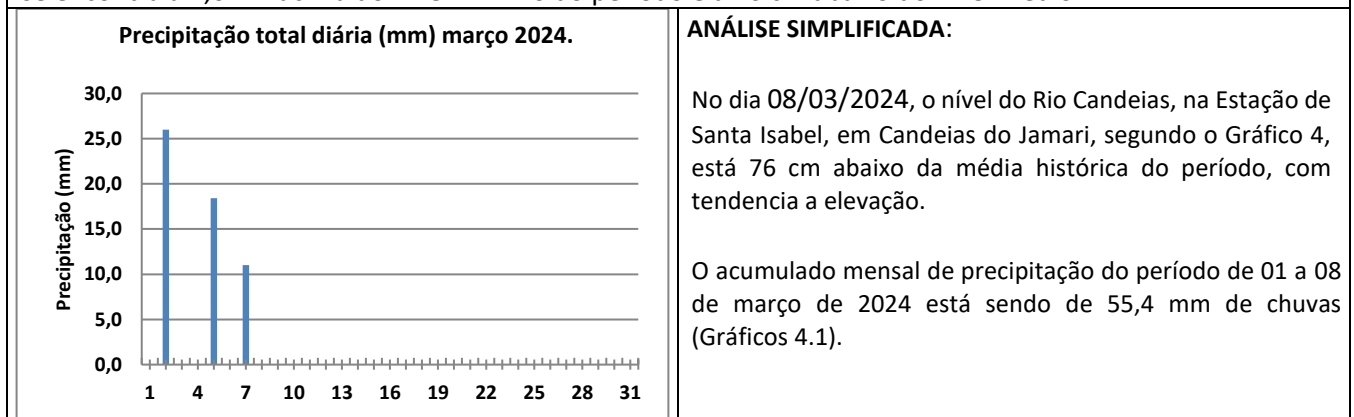 Precipitação total diária (mm) março 2024.
30,0
25,0
20,0
15,0
10,0
5,0
0,0
Precipitação (mm)
1 4 7 10 13 16 19 22 25 28 31
ANÁLISE SIMPLIFICADA:
No dia 08/03/2024, o nível do Rio Candeias, na Estação de
Santa Isabel, em Candeias do Jamari, segundo o Gráfico 4,
está 76 cm abaixo da média histórica do período, com
tendencia a elevação.
O acumulado mensal de precipitação do período de 01 a 08
de março de 2024 está sendo de 55,4 mm de chuvas
(Gráficos 4.1).